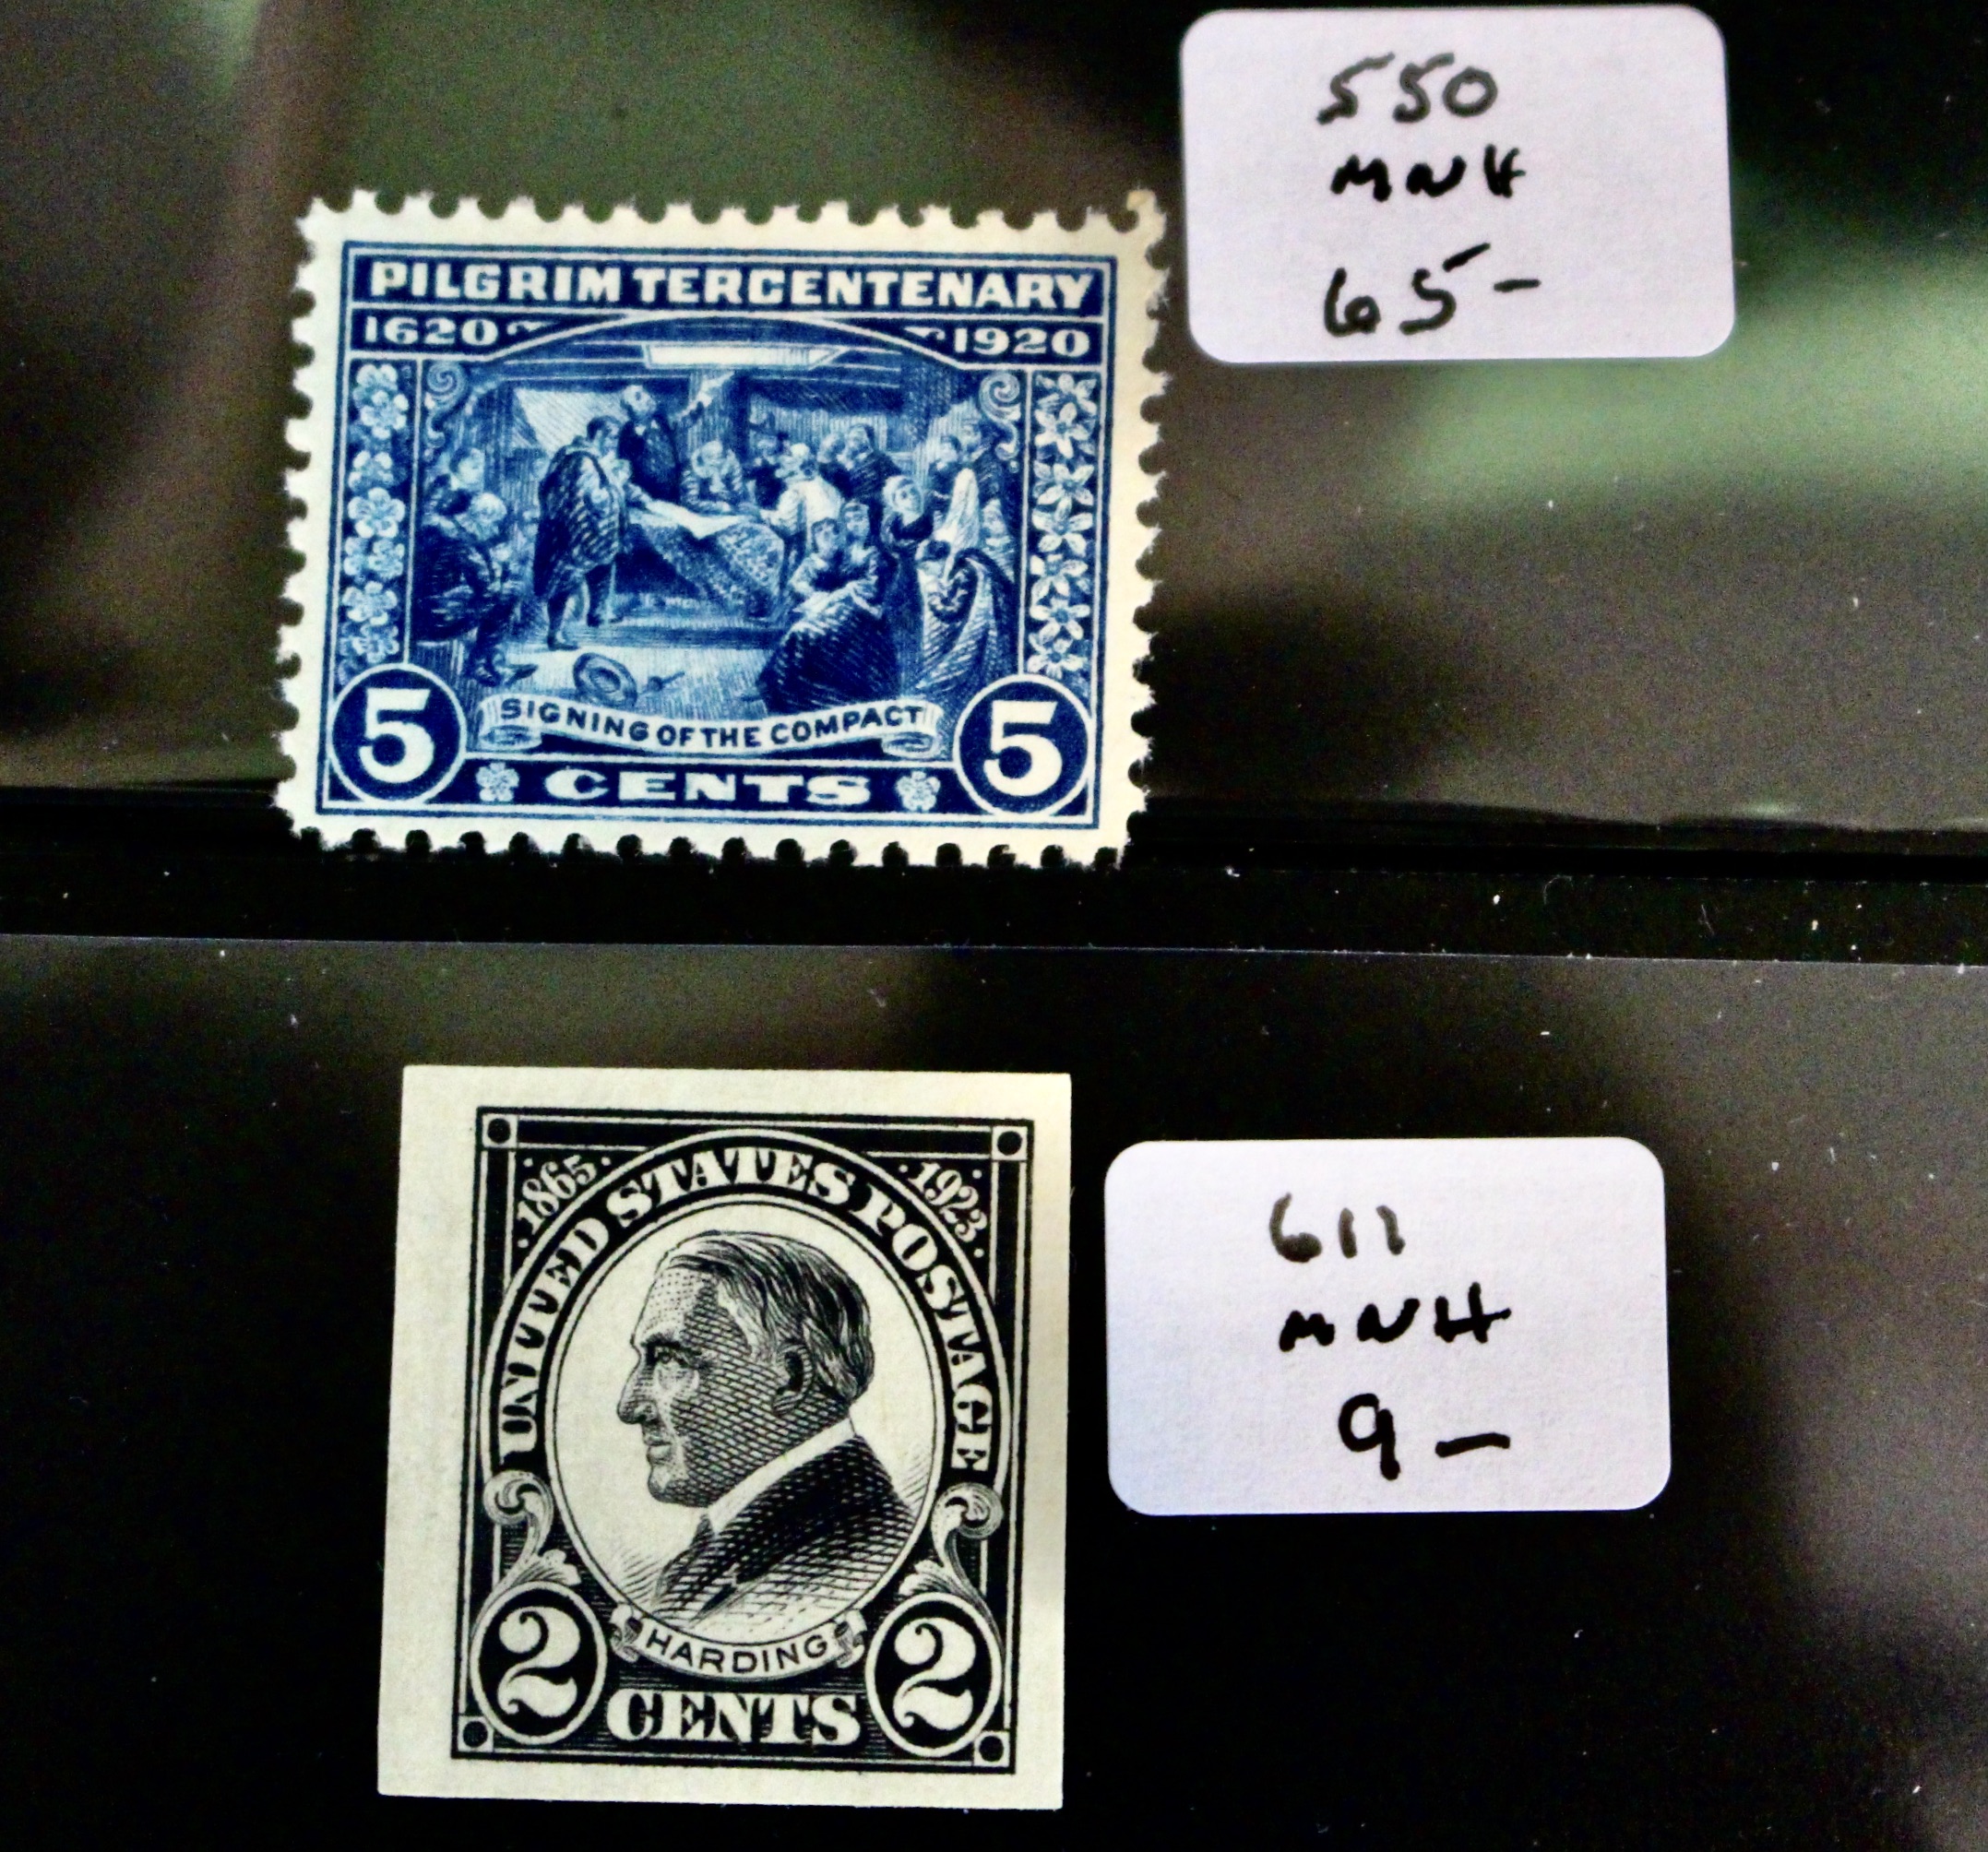 550
MNH
65-
PILGRIM TERCENTENARY
1620 1920
SIGNING OF THE COMPACT
5 CENTS 5
611
MNH
9-
·1865· ·1923·
UNITED STATES POSTAGE
HARDING
2 CENTS 2